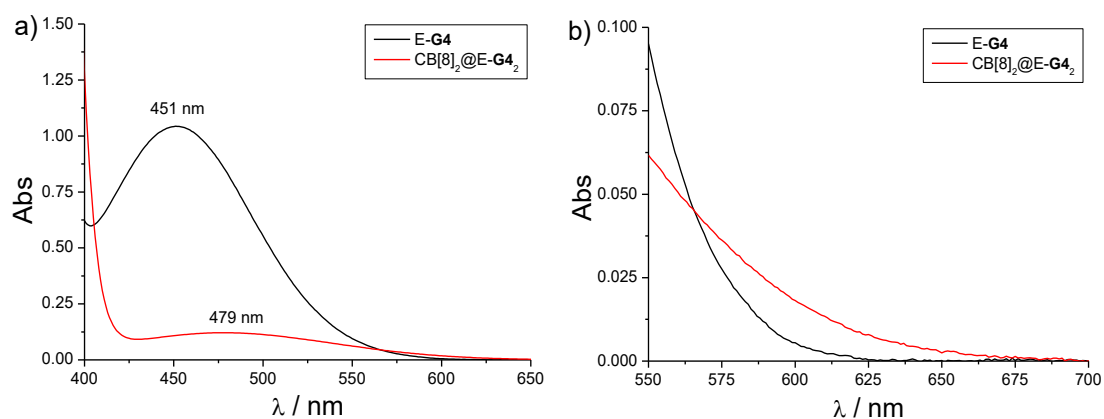 a)
1.50
1.25
1.00
0.75
0.50
0.25
0.00
Abs
400 450 500 550 600 650
λ / nm
451 nm
479 nm
E-G4
CB[8]₂@E-G4₂
b)
0.100
0.075
0.050
0.025
0.000
Abs
550 575 600 625 650 675 700
λ / nm
E-G4
CB[8]₂@E-G4₂